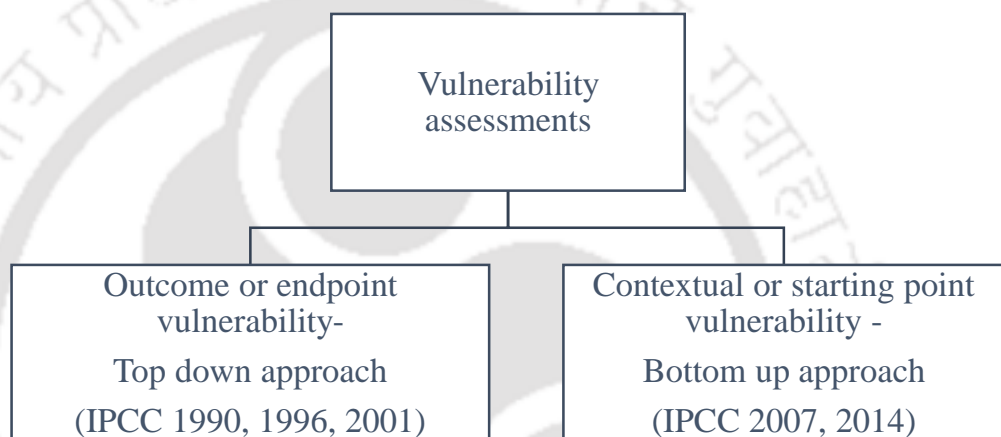 Vulnerability
assessments
Outcome or endpoint
vulnerability-
Top down approach
(IPCC 1990, 1996, 2001)
Contextual or starting point
vulnerability -
Bottom up approach
(IPCC 2007, 2014)